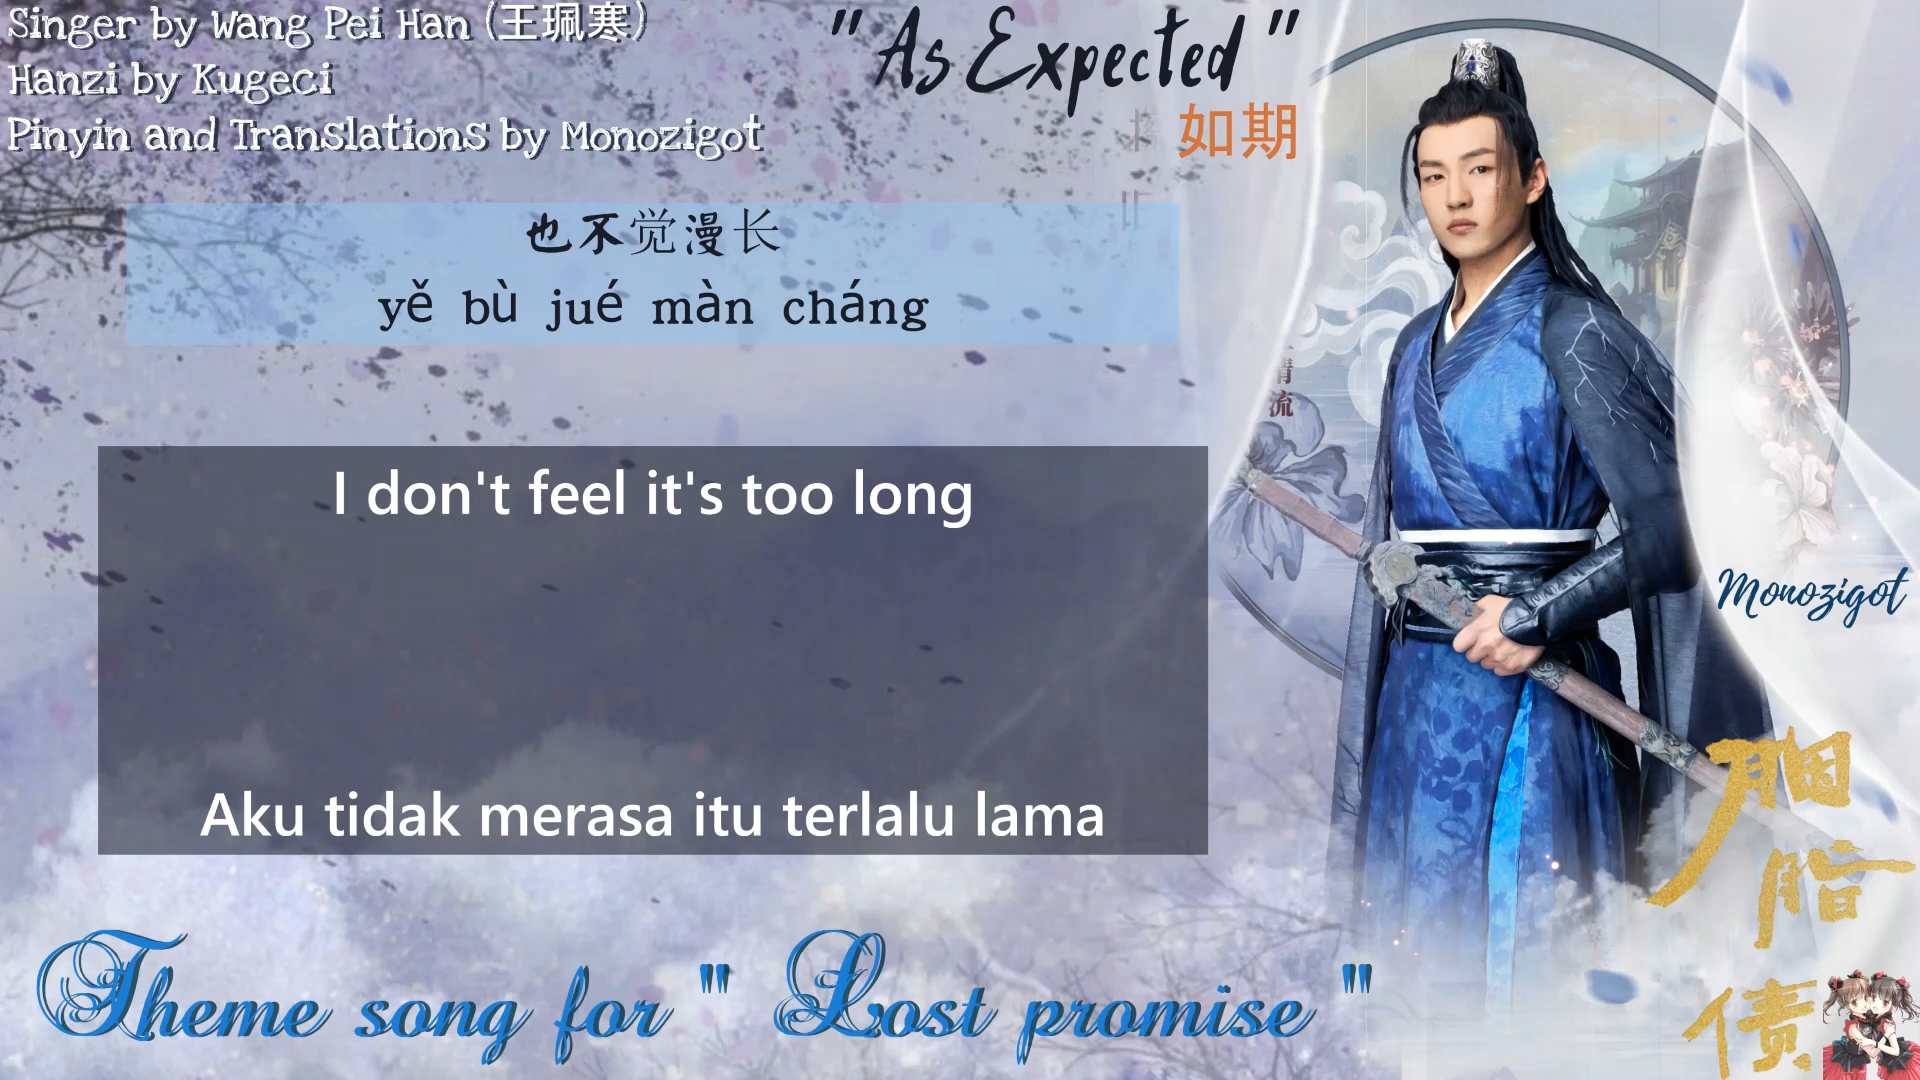 Singer by Wang Pei Han (王珮寒)
Hanzi by Kugeci
Pinyin and Translations by Monozigot
" As Expected "
如期
也不觉漫长
yě bù jué màn cháng
情
流
I don't feel it's too long
Aku tidak merasa itu terlalu lama
Monozigot
胭脂债
Theme song for " Lost promise "